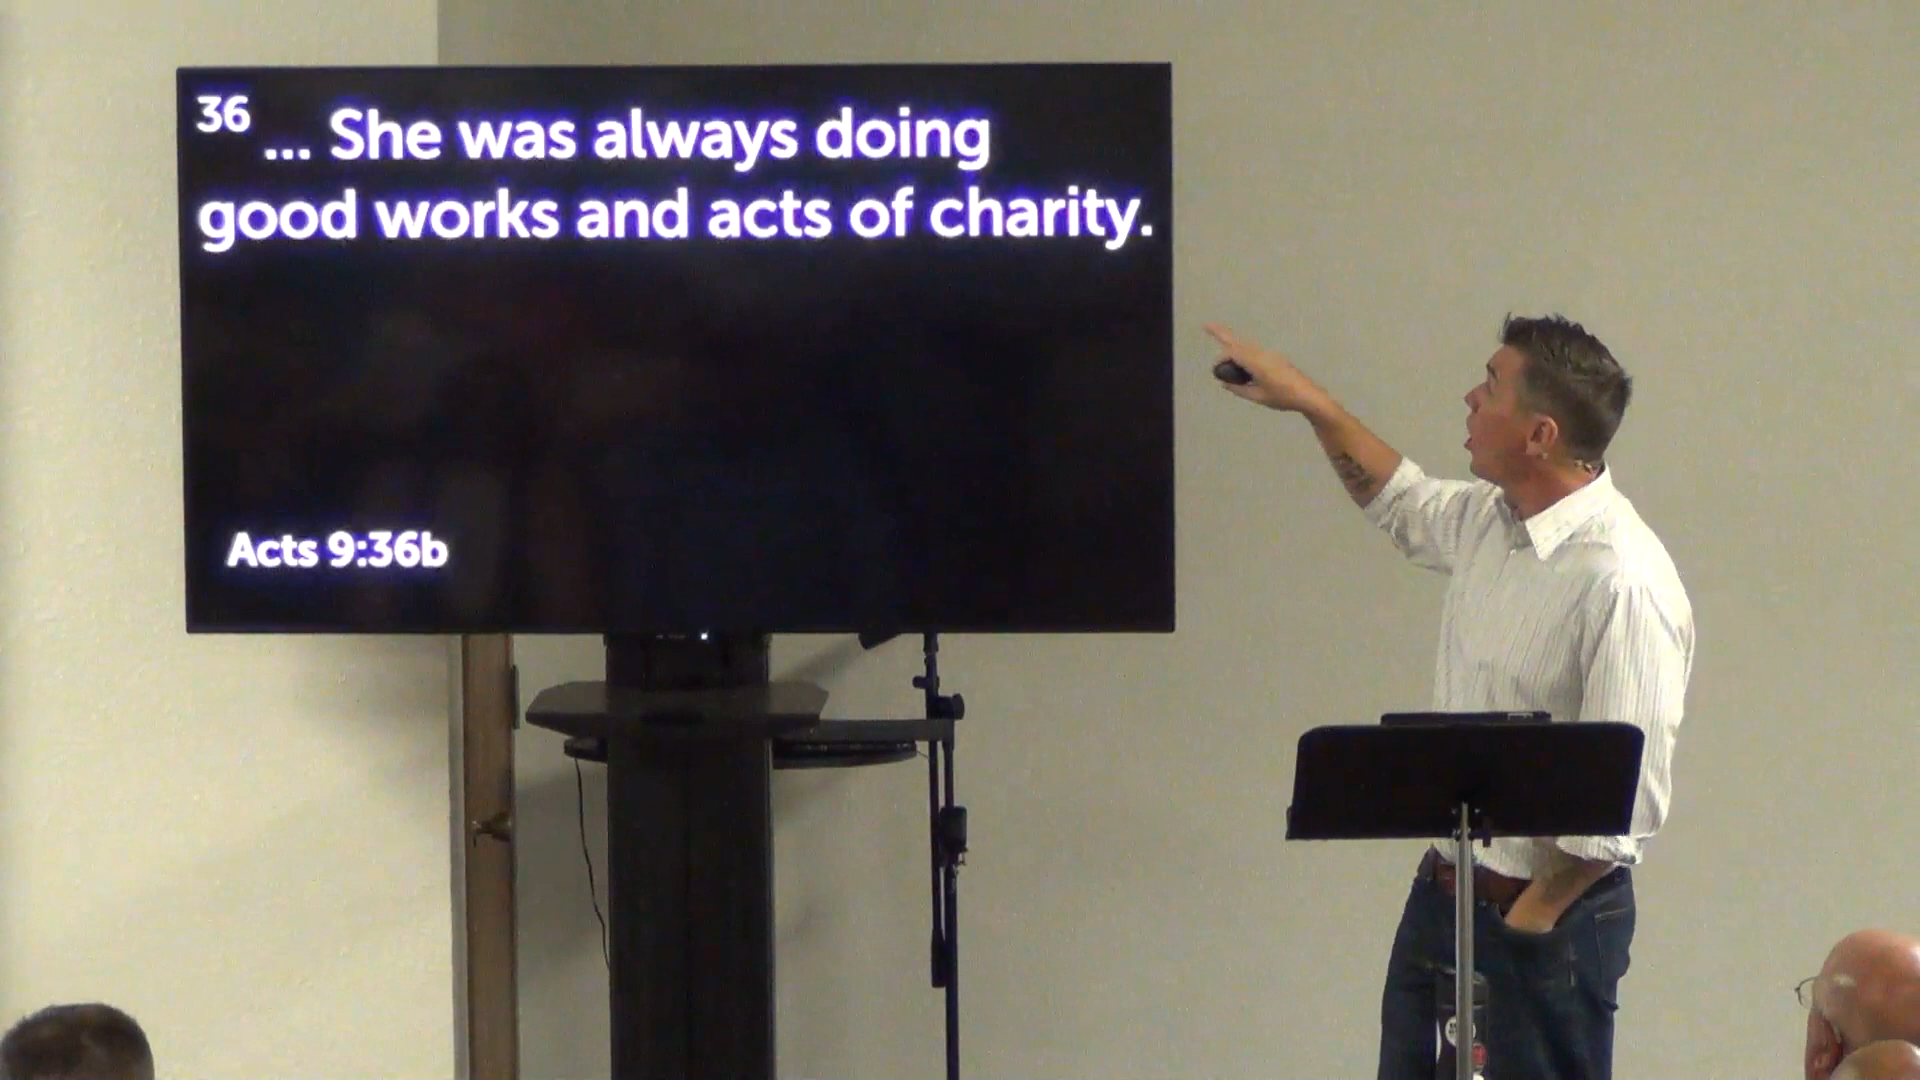 36 ... She was always doing
good works and acts of charity.
Acts 9:36b